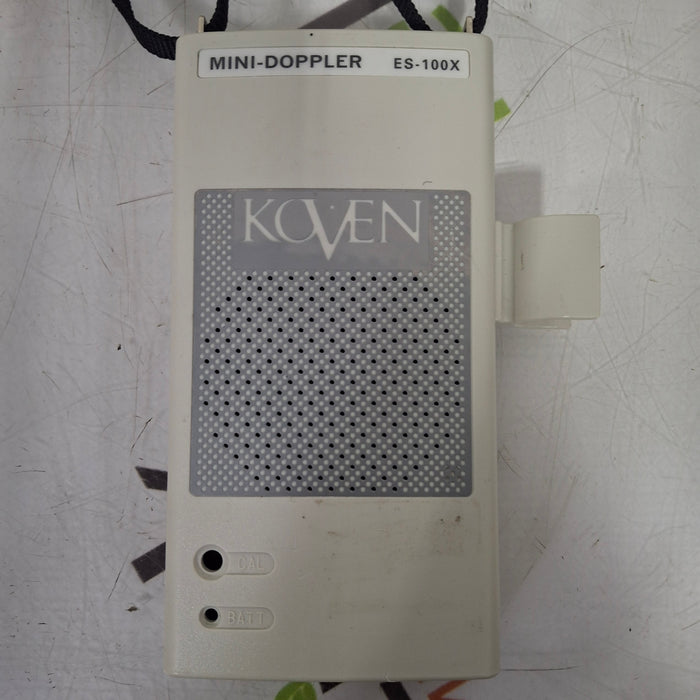 MINI-DOPPLER ES-100X
KOVEN
CAL
BATT